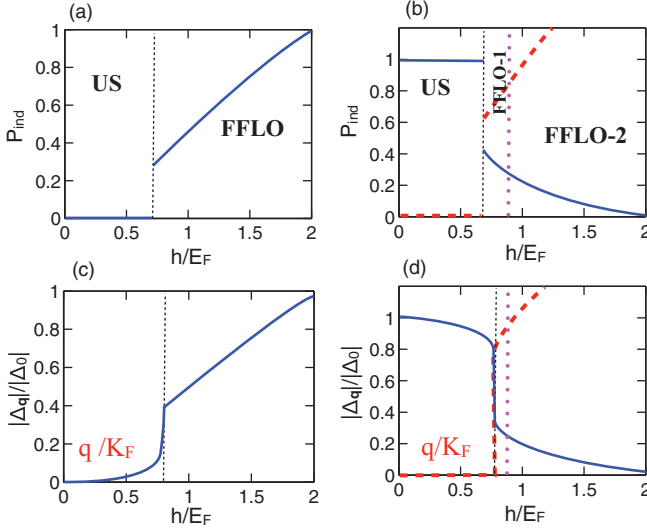 (a)
1
0.8
0.6
0.4
0.2
0
P_ind
US
FFLO
0 0.5 1 1.5 2
h/E_F
(b)
1
0.8
0.6
0.4
0.2
0
P_ind
US
FFLO-1
FFLO-2
0 0.5 1 1.5 2
h/E_F
(c)
1
0.8
0.6
0.4
0.2
0
|Δ_q|/|Δ_0|
q /K_F
0 0.5 1 1.5 2
h/E_F
(d)
1
0.8
0.6
0.4
0.2
0
|Δ_q|/|Δ_0|
q/K_F
0 0.5 1 1.5 2
h/E_F